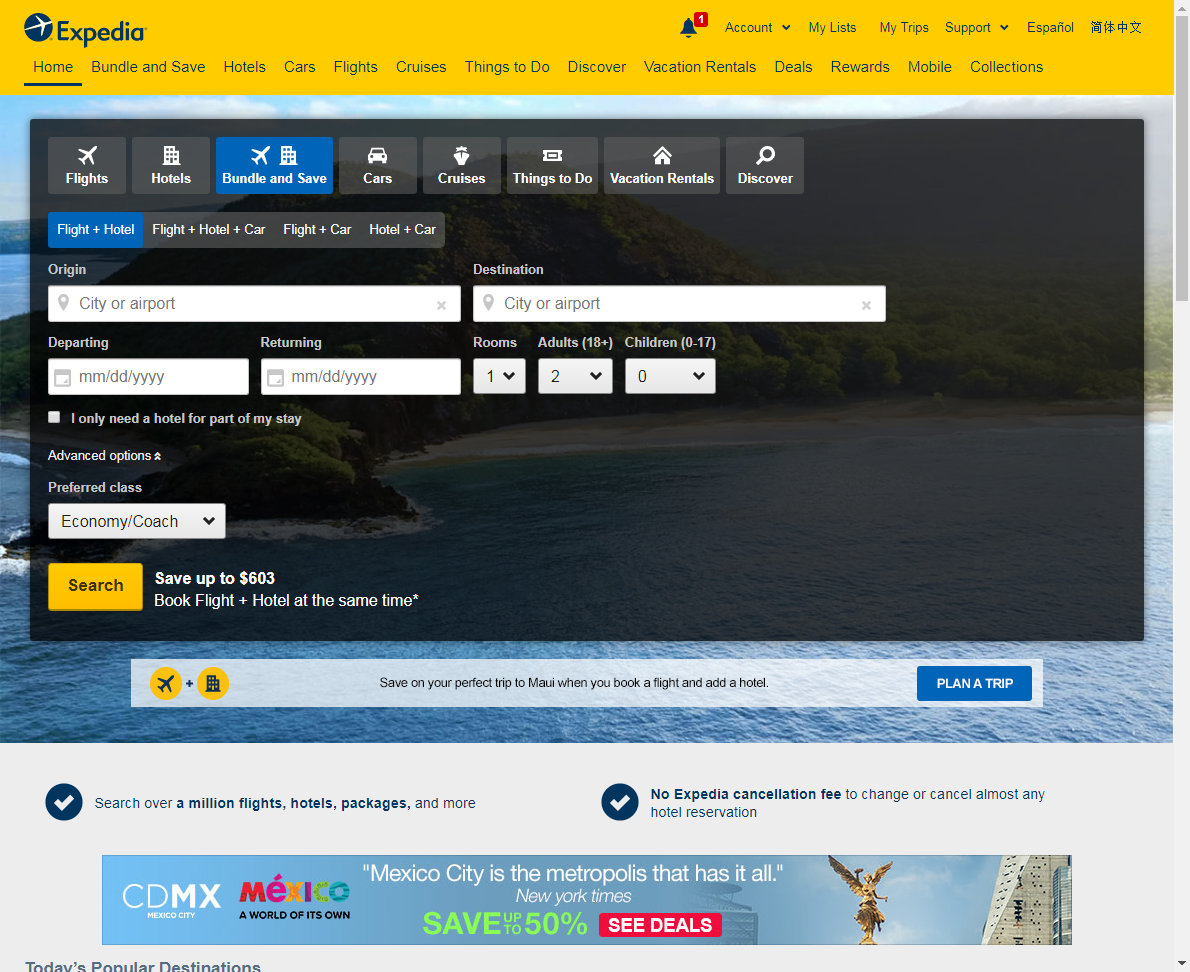 Expedia
1
Account
My Lists
My Trips
Support
Español
简体中文
Home
Bundle and Save
Hotels
Cars
Flights
Cruises
Things to Do
Discover
Vacation Rentals
Deals
Rewards
Mobile
Collections
Flights
Hotels
Bundle and Save
Cars
Cruises
Things to Do
Vacation Rentals
Discover
Flight + Hotel
Flight + Hotel + Car
Flight + Car
Hotel + Car
Origin
Destination
City or airport
City or airport
Departing
Returning
Rooms
Adults (18+)
Children (0-17)
mm/dd/yyyy
mm/dd/yyyy
1
2
0
I only need a hotel for part of my stay
Advanced options
Preferred class
Economy/Coach
Search
Save up to $603
Book Flight + Hotel at the same time*
Save on your perfect trip to Maui when you book a flight and add a hotel.
PLAN A TRIP
Search over a million flights, hotels, packages, and more
No Expedia cancellation fee to change or cancel almost any
hotel reservation
CDMX
MEXICO CITY
méxico
A WORLD OF ITS OWN
"Mexico City is the metropolis that has it all."
New york times
SAVE UP TO 50%
SEE DEALS
Today's Popular Destinations